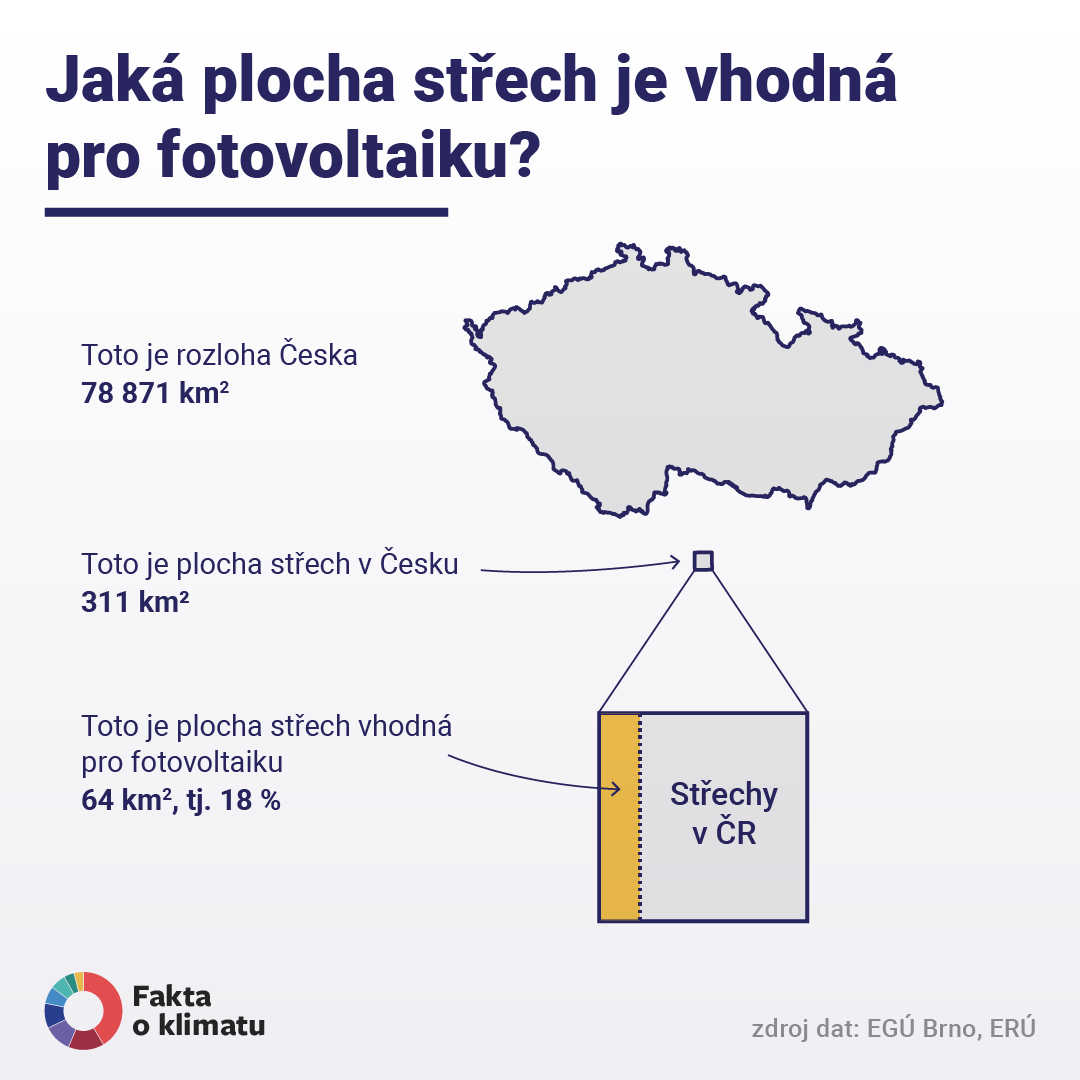 Jaká plocha střech je vhodná
pro fotovoltaiku?
Toto je rozloha Česka
78 871 km²
Toto je plocha střech v Česku
311 km²
Toto je plocha střech vhodná
pro fotovoltaiku
64 km², tj. 18 %
Střechy
v ČR
Fakta
o klimatu
zdroj dat: EGÚ Brno, ERÚ